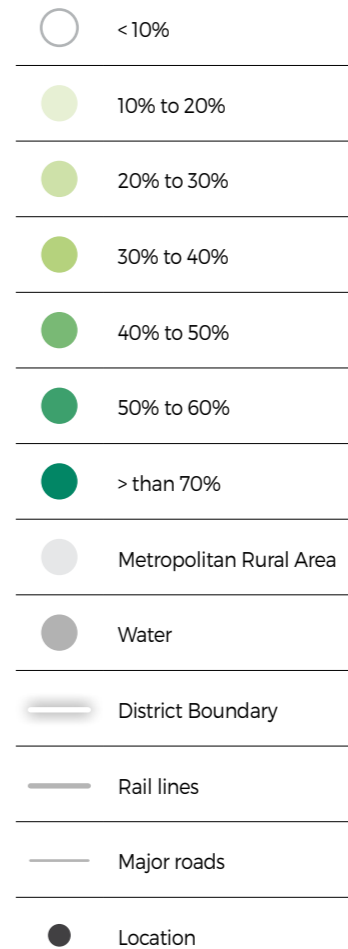 < 10%
10% to 20%
20% to 30%
30% to 40%
40% to 50%
50% to 60%
> than 70%
Metropolitan Rural Area
Water
District Boundary
Rail lines
Major roads
Location